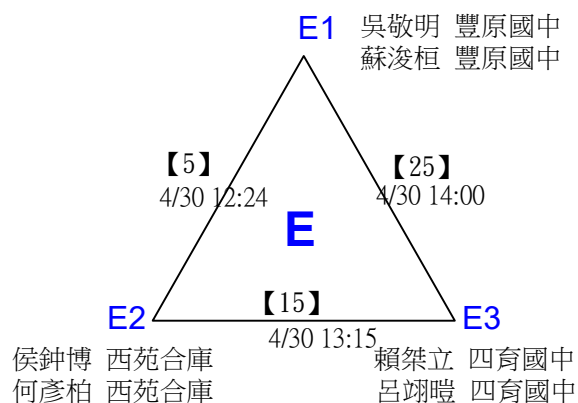 E1 吳敬明 豐原國中
蘇浚桓 豐原國中
【5】 【25】
4/30 12:24 4/30 14:00
E
E2 【15】 E3
4/30 13:15
侯鈡博 西苑合庫 賴桀立 四育國中
何彥柏 西苑合庫 呂翊暟 四育國中